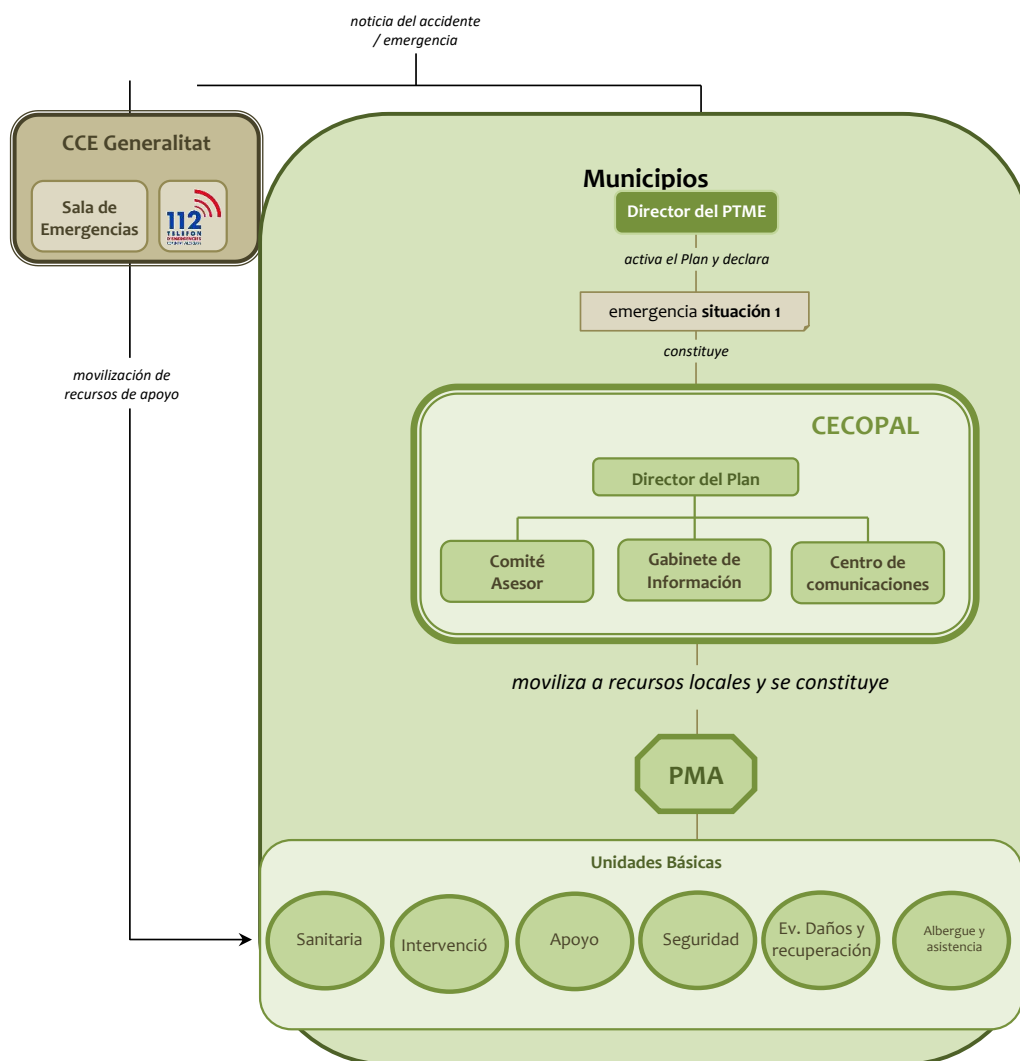 noticia del accidente
/ emergencia
CCE Generalitat
Sala de
Emergencias
112
TELÈFON
D'EMERGÈNCIES
Municipios
Director del PTME
activa el Plan y declara
emergencia situación 1
constituye
movilización de
recursos de apoyo
CECOPAL
Director del Plan
Comité
Asesor
Gabinete de
Información
Centro de
comunicaciones
moviliza a recursos locales y se constituye
PMA
Unidades Básicas
Sanitaria
Intervenció
Apoyo
Seguridad
Ev. Daños y
recuperación
Albergue y
asistencia